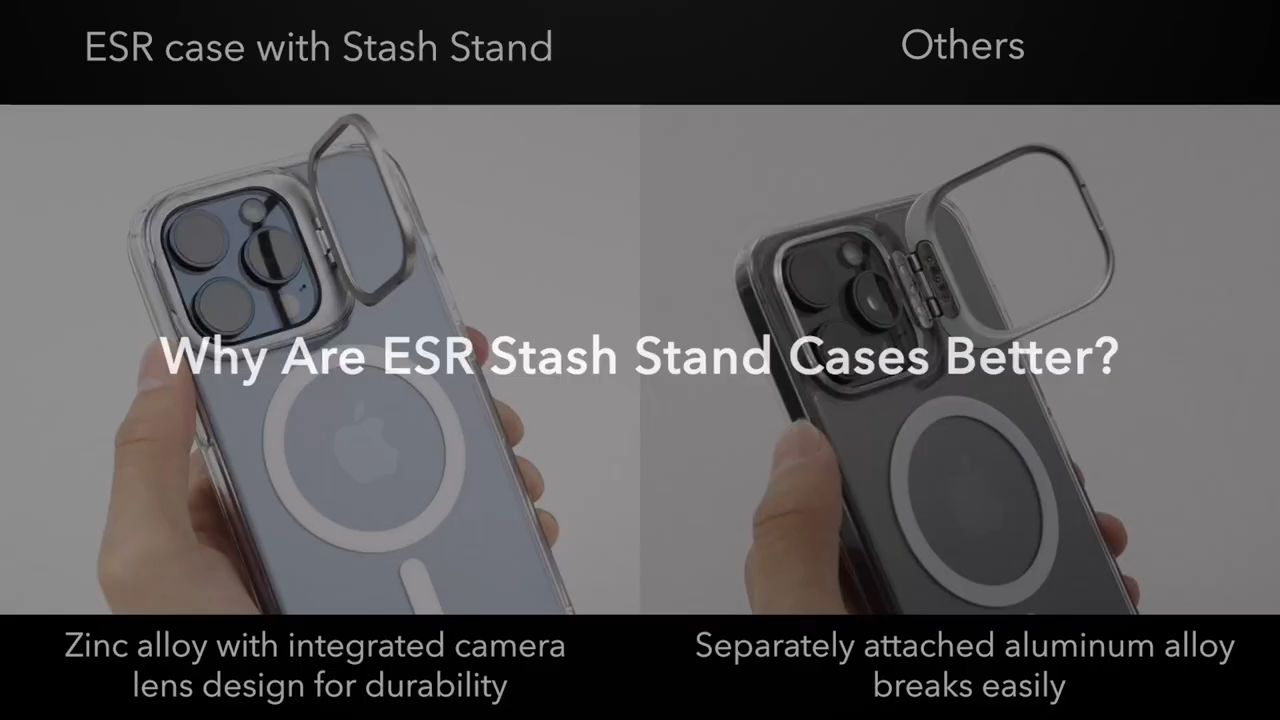 ESR case with Stash Stand
Others
Why Are ESR Stash Stand Cases Better?
Zinc alloy with integrated camera
lens design for durability
Separately attached aluminum alloy
breaks easily